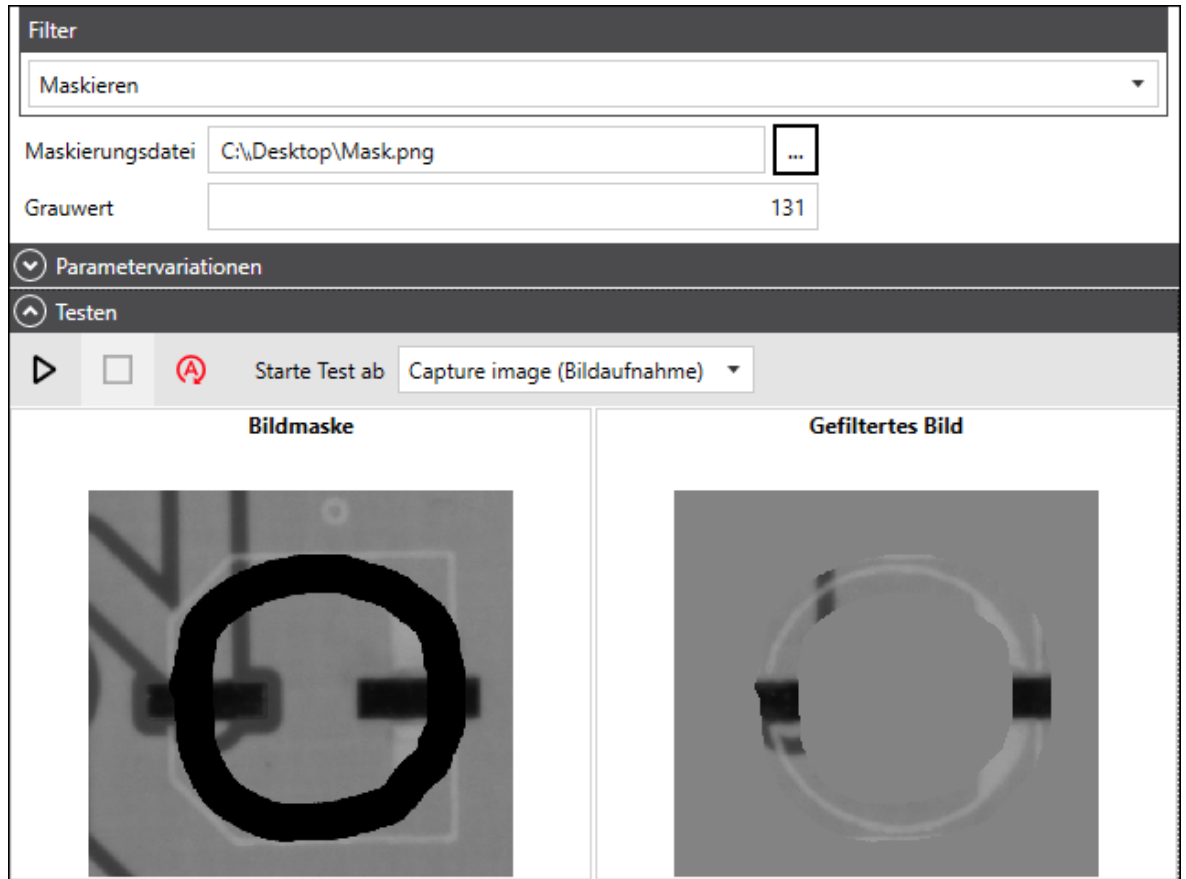 Filter
Maskieren
Maskierungsdatei C:\\Desktop\Mask.png ...
Grauwert 131
Parametervariationen
Testen
Starte Test ab Capture image (Bildaufnahme)
Bildmaske Gefiltertes Bild